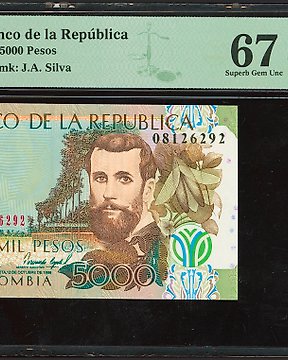 nco de la República
5000 Pesos
mk: J.A. Silva
67
Superb Gem Unc
CO DE LA REPUBLICA
08126292
6292
MIL PESOS
5000
OMBIA